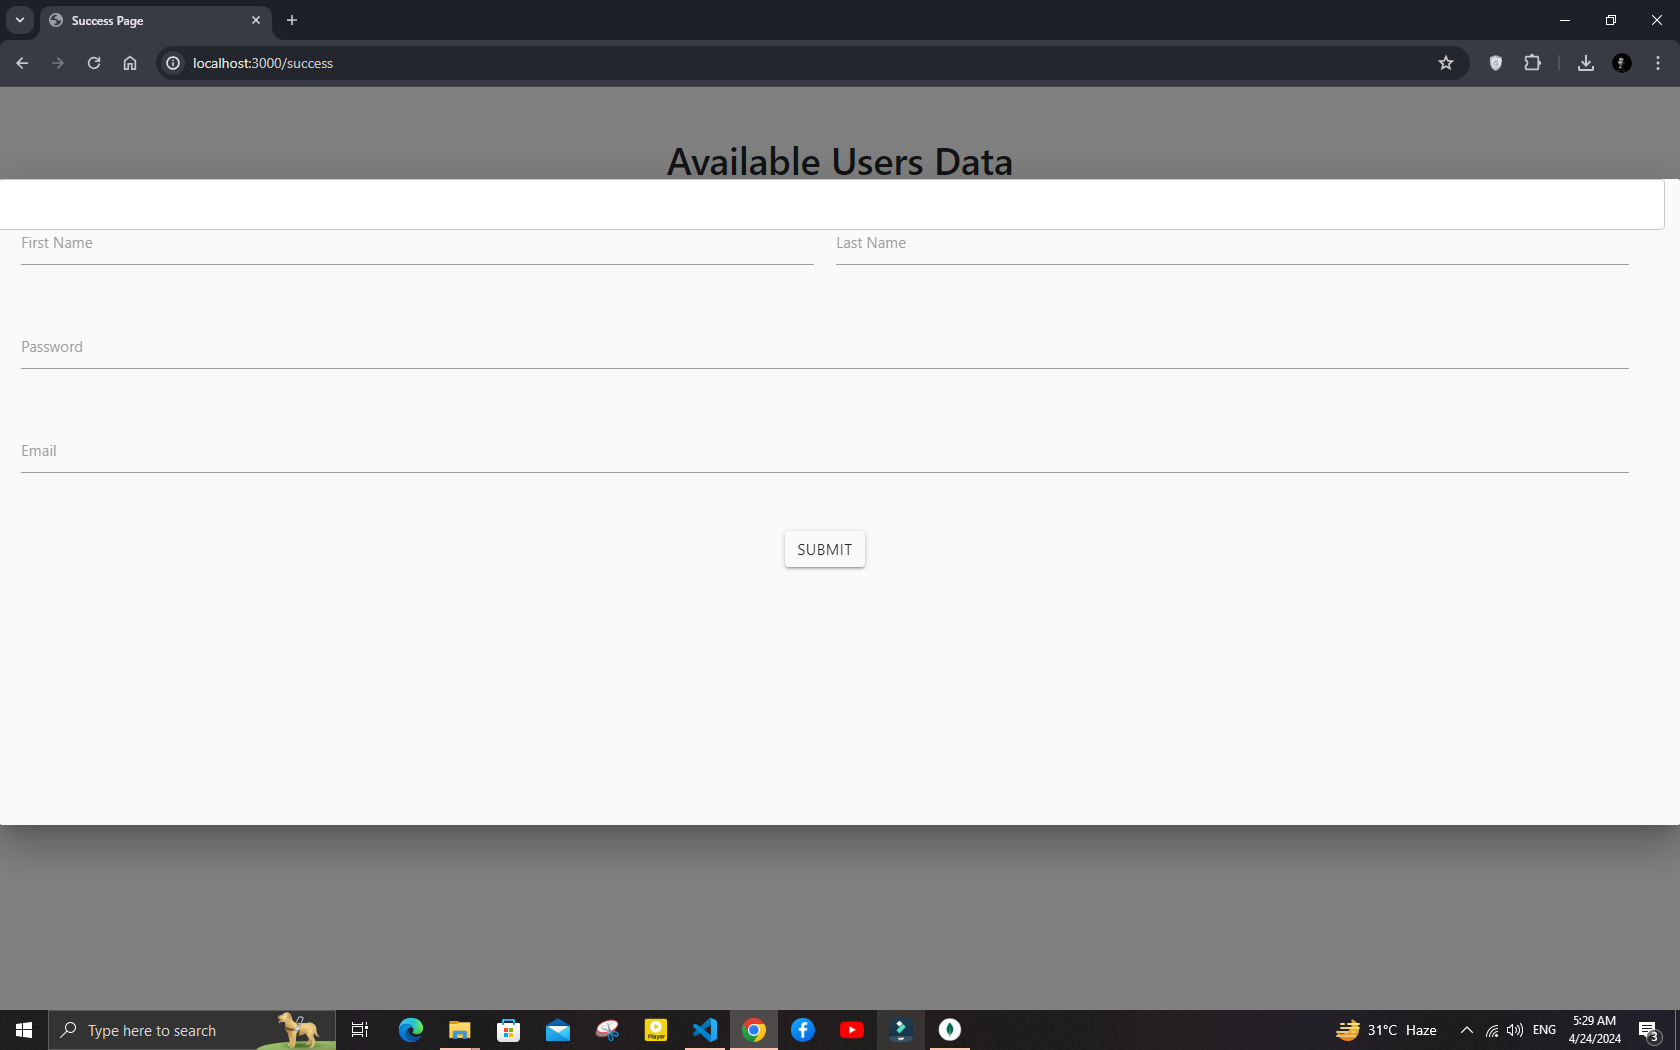 Success Page
localhost:3000/success
Available Users Data
First Name Last Name
Password
Email
SUBMIT
Type here to search
Player
31°C Haze
ENG
5:29 AM
4/24/2024
3